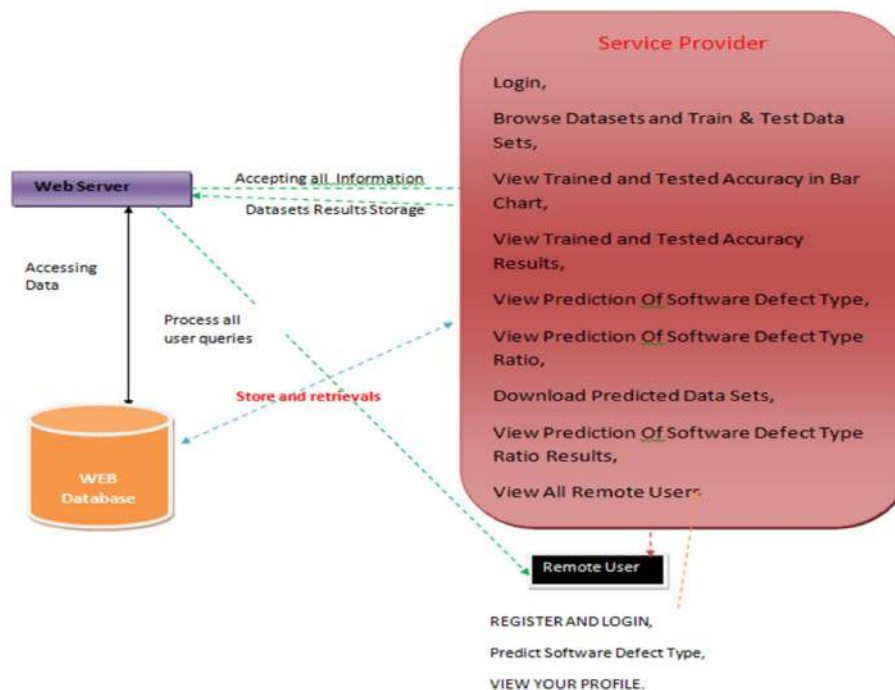 Service Provider
Login,
Browse Datasets and Train & Test Data
Sets,
View Trained and Tested Accuracy in Bar
Chart,
View Trained and Tested Accuracy
Results,
View Prediction Of Software Defect Type,
View Prediction Of Software Defect Type
Ratio,
Download Predicted Data Sets,
View Prediction Of Software Defect Type
Ratio Results,
View All Remote Users
Web Server
Accepting all Information
Datasets Results Storage
Accessing
Data
Process all
user queries
Store and retrievals
WEB
Database
Remote User
REGISTER AND LOGIN,
Predict Software Defect Type,
VIEW YOUR PROFILE.